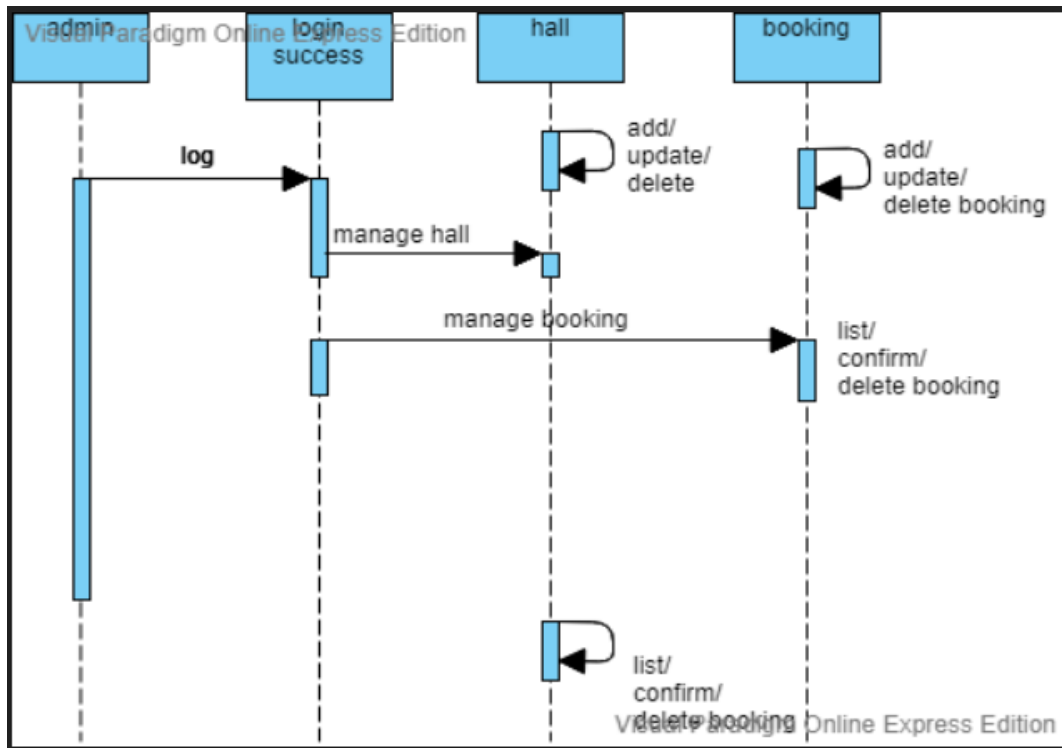 Visual Paradigm Online Express Edition
admin
login
success
hall
booking
add/
update/
delete
add/
update/
delete booking
log
manage hall
manage booking
list/
confirm/
delete booking
list/
confirm/
delete booking
Visual Paradigm Online Express Edition